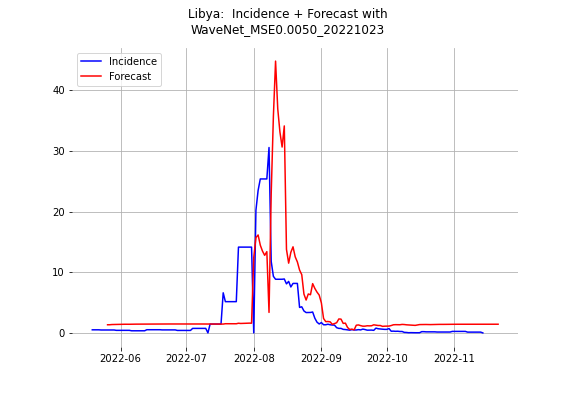 Libya:  Incidence + Forecast with
WaveNet_MSE0.0050_20221023
Incidence
Forecast
40
30
20
10
0
2022-06
2022-07
2022-08
2022-09
2022-10
2022-11